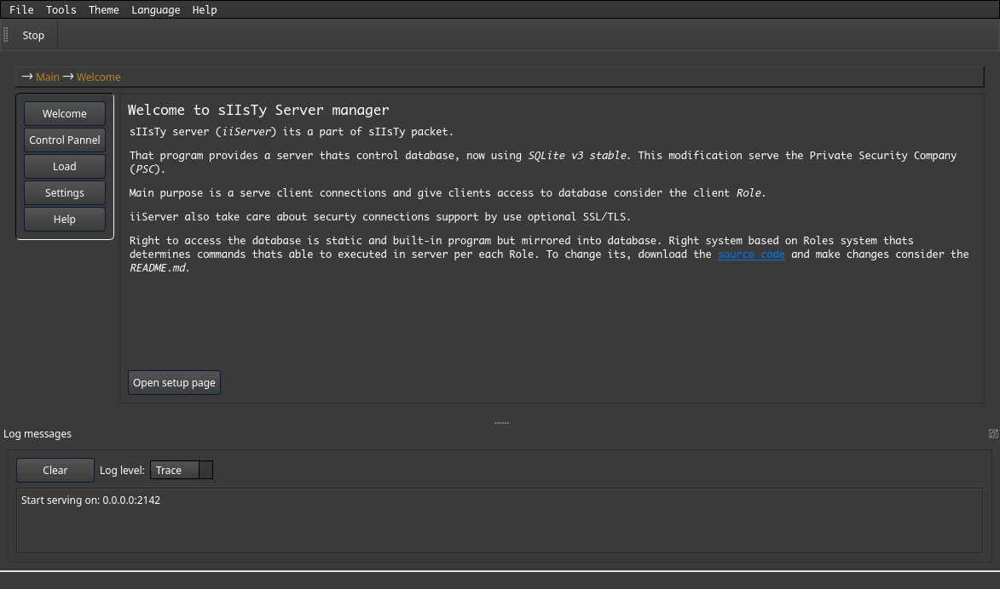 File Tools Theme Language Help
Stop
→ Main → Welcome
Welcome
Control Pannel
Load
Settings
Help
Welcome to sIIsTy Server manager
sIIsTy server (iiServer) its a part of sIIsTy packet.
That program provides a server thats control database, now using SQLite v3 stable. This modification serve the Private Security Company
(PSC).
Main purpose is a serve client connections and give clients access to database consider the client Role.
iiServer also take care about securty connections support by use optional SSL/TLS.
Right to access the database is static and built-in program but mirrored into database. Right system based on Roles system thats
determines commands thats able to executed in server per each Role. To change its, download the source code and make changes consider the
README.md.
Open setup page
Log messages
Clear Log level: Trace
Start serving on: 0.0.0.0:2142